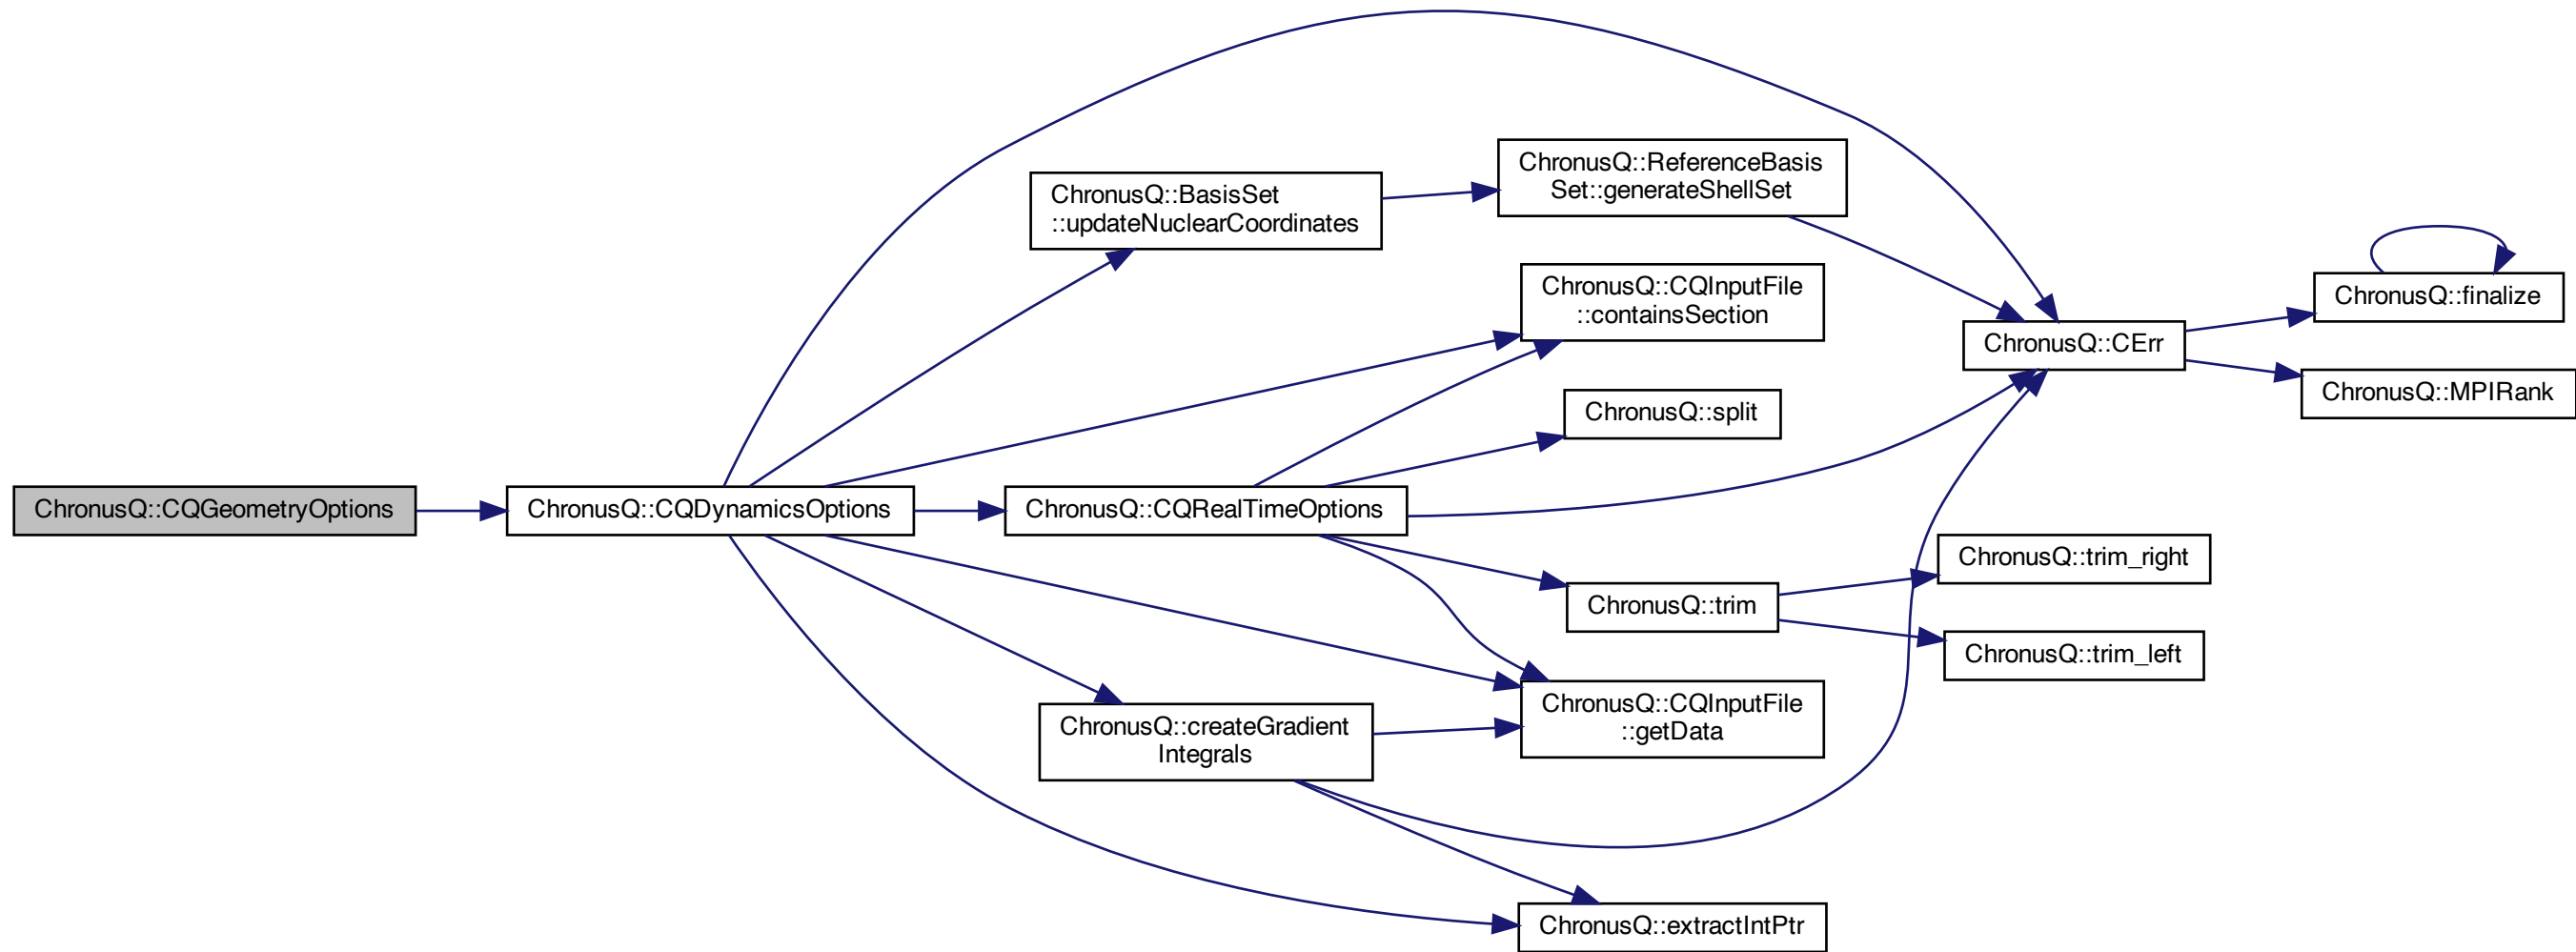 ChronusQ::CQGeometryOptions
ChronusQ::CQDynamicsOptions
ChronusQ::BasisSet
::updateNuclearCoordinates
ChronusQ::ReferenceBasis
Set::generateShellSet
ChronusQ::CErr
ChronusQ::finalize
ChronusQ::MPIRank
ChronusQ::CQInputFile
::containsSection
ChronusQ::CQRealTimeOptions
ChronusQ::split
ChronusQ::trim
ChronusQ::trim_right
ChronusQ::trim_left
ChronusQ::CQInputFile
::getData
ChronusQ::createGradient
Integrals
ChronusQ::extractIntPtr